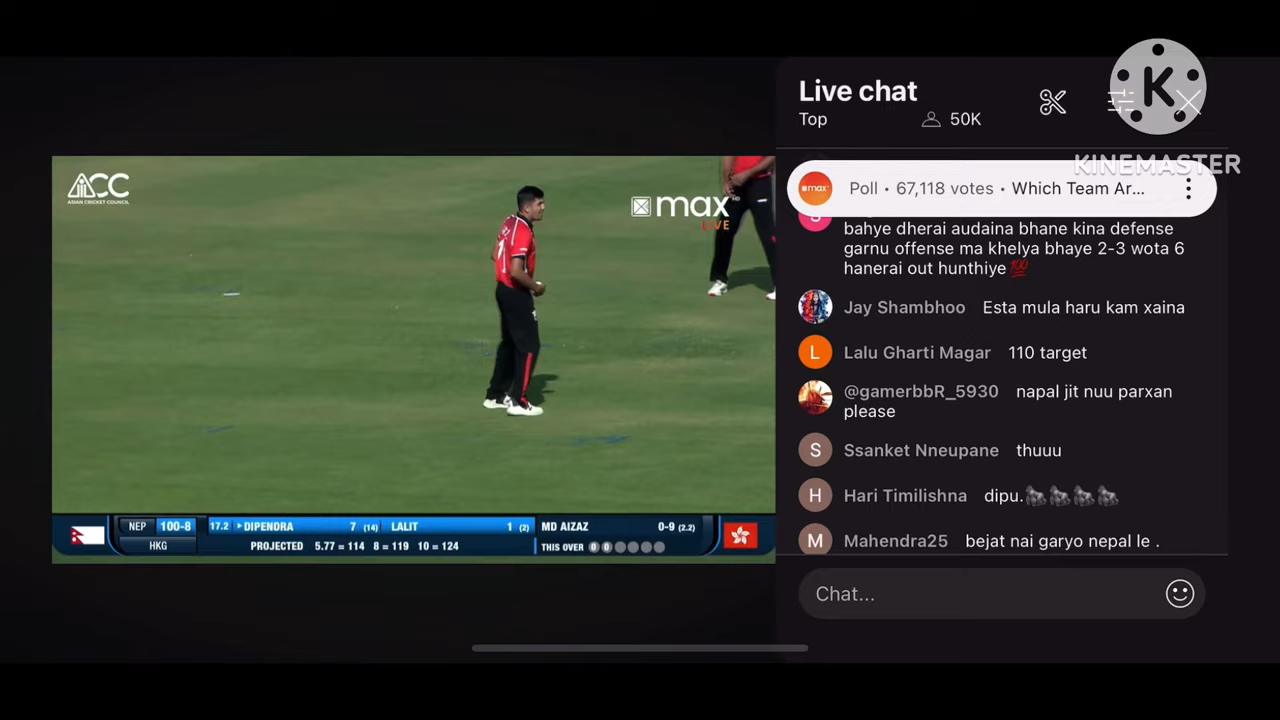 Live chat
Top 50K
K
KINEMASTER
Poll • 67,118 votes • Which Team Ar...
bahye dherai audaina bhane kina defense
garnu offense ma khelya bhaye 2-3 wota 6
hanerai out hunthiye💯
Jay Shambhoo Esta mula haru kam xaina
L Lalu Gharti Magar 110 target
@gamerbbR_5930 napal jit nuu parxan
please
S Ssanket Nneupane thuuu
H Hari Timilishna dipu.🦍🦍🦍🦍
M Mahendra25 bejat nai garyo nepal le .
Chat...
ACC
ASIAN CRICKET COUNCIL
max HD
LIVE
NEP 100-8 17.2 ▸DIPENDRA 7 (14) LALIT 1 (2) MD AIZAZ 0-9 (2.2)
HKG PROJECTED 5.77 = 114 8 = 119 10 = 124 THIS OVER 0 0